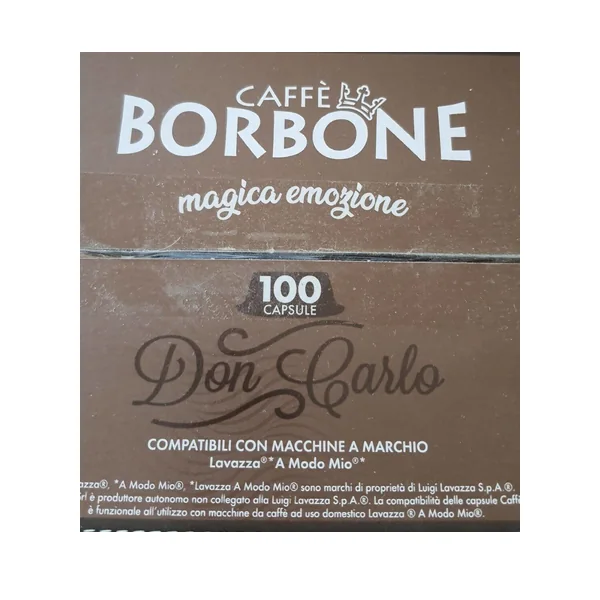 CAFFÈ
BORBONE
magica emozione
100
CAPSULE
Don Carlo
COMPATIBILI CON MACCHINE A MARCHIO
Lavazza®* A Modo Mio®*
®, *A Modo Mio®, *Lavazza A Modo Mio® sono marchi di proprietà di Luigi Lavazza S.p.A.®.
è produttore autonomo non collegato alla Luigi Lavazza S.p.A.®. La compatibilità delle capsule Caffè
è funzionale all'utilizzo con macchine da caffè ad uso domestico Lavazza ® A Modo Mio®.